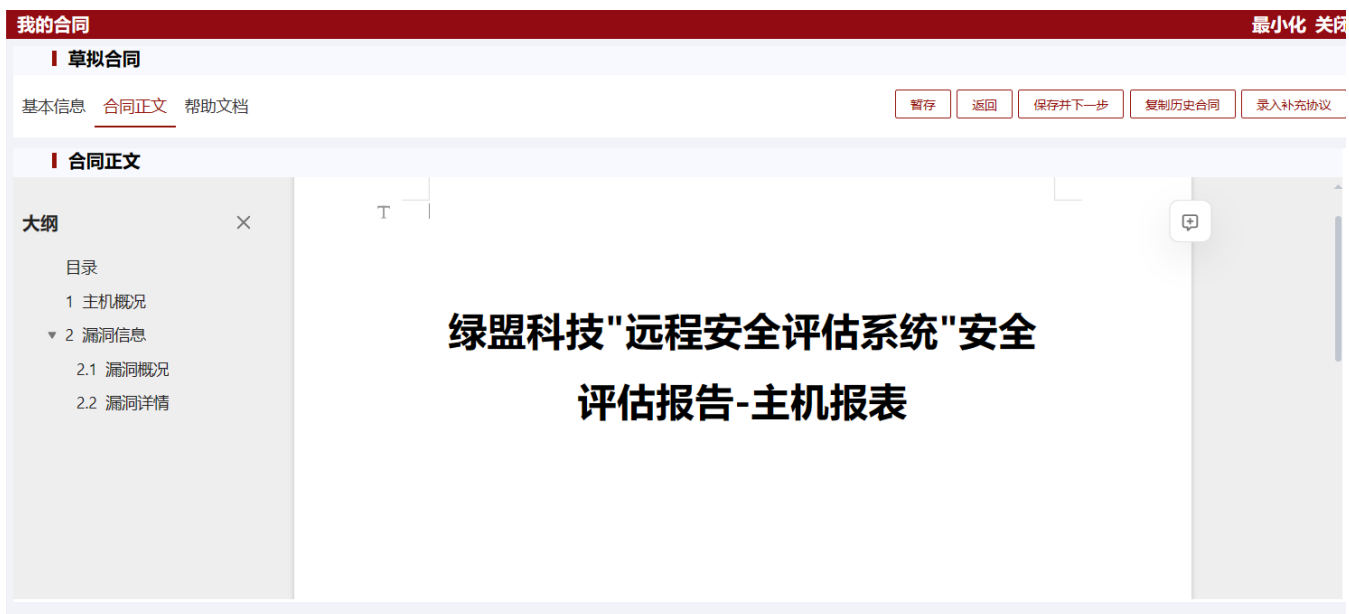 我的合同 最小化 关闭
草拟合同
基本信息 合同正文 帮助文档 暂存 返回 保存并下一步 复制历史合同 录入补充协议
合同正文
大纲
目录
1 主机概况
2 漏洞信息
2.1 漏洞概况
2.2 漏洞详情
绿盟科技"远程安全评估系统"安全
评估报告-主机报表